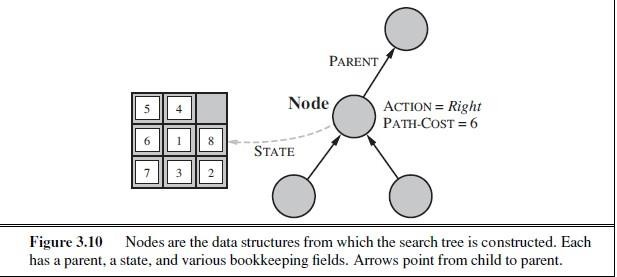 PARENT
Node
ACTION = Right
PATH-COST = 6
5 4
6 1 8
STATE
7 3 2
Figure 3.10 Nodes are the data structures from which the search tree is constructed. Each
has a parent, a state, and various bookkeeping fields. Arrows point from child to parent.